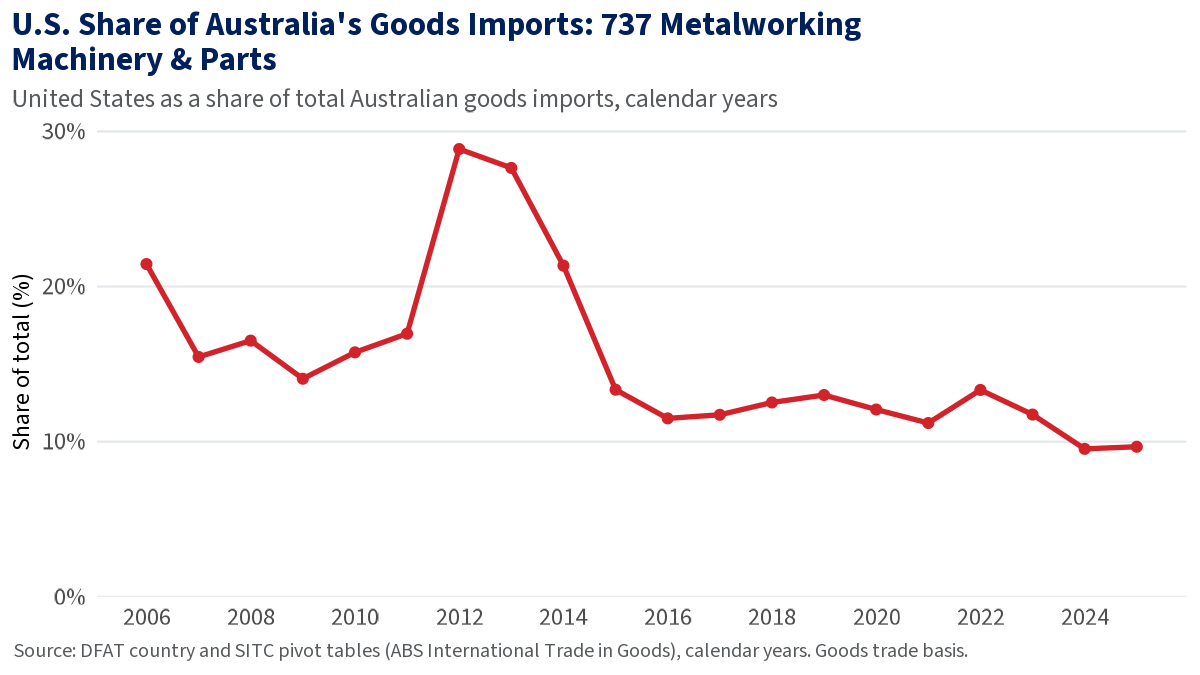 U.S. Share of Australia's Goods Imports: 737 Metalworking
Machinery & Parts
United States as a share of total Australian goods imports, calendar years
Share of total (%)
30%
20%
10%
0%
2006 2008 2010 2012 2014 2016 2018 2020 2022 2024
Source: DFAT country and SITC pivot tables (ABS International Trade in Goods), calendar years. Goods trade basis.